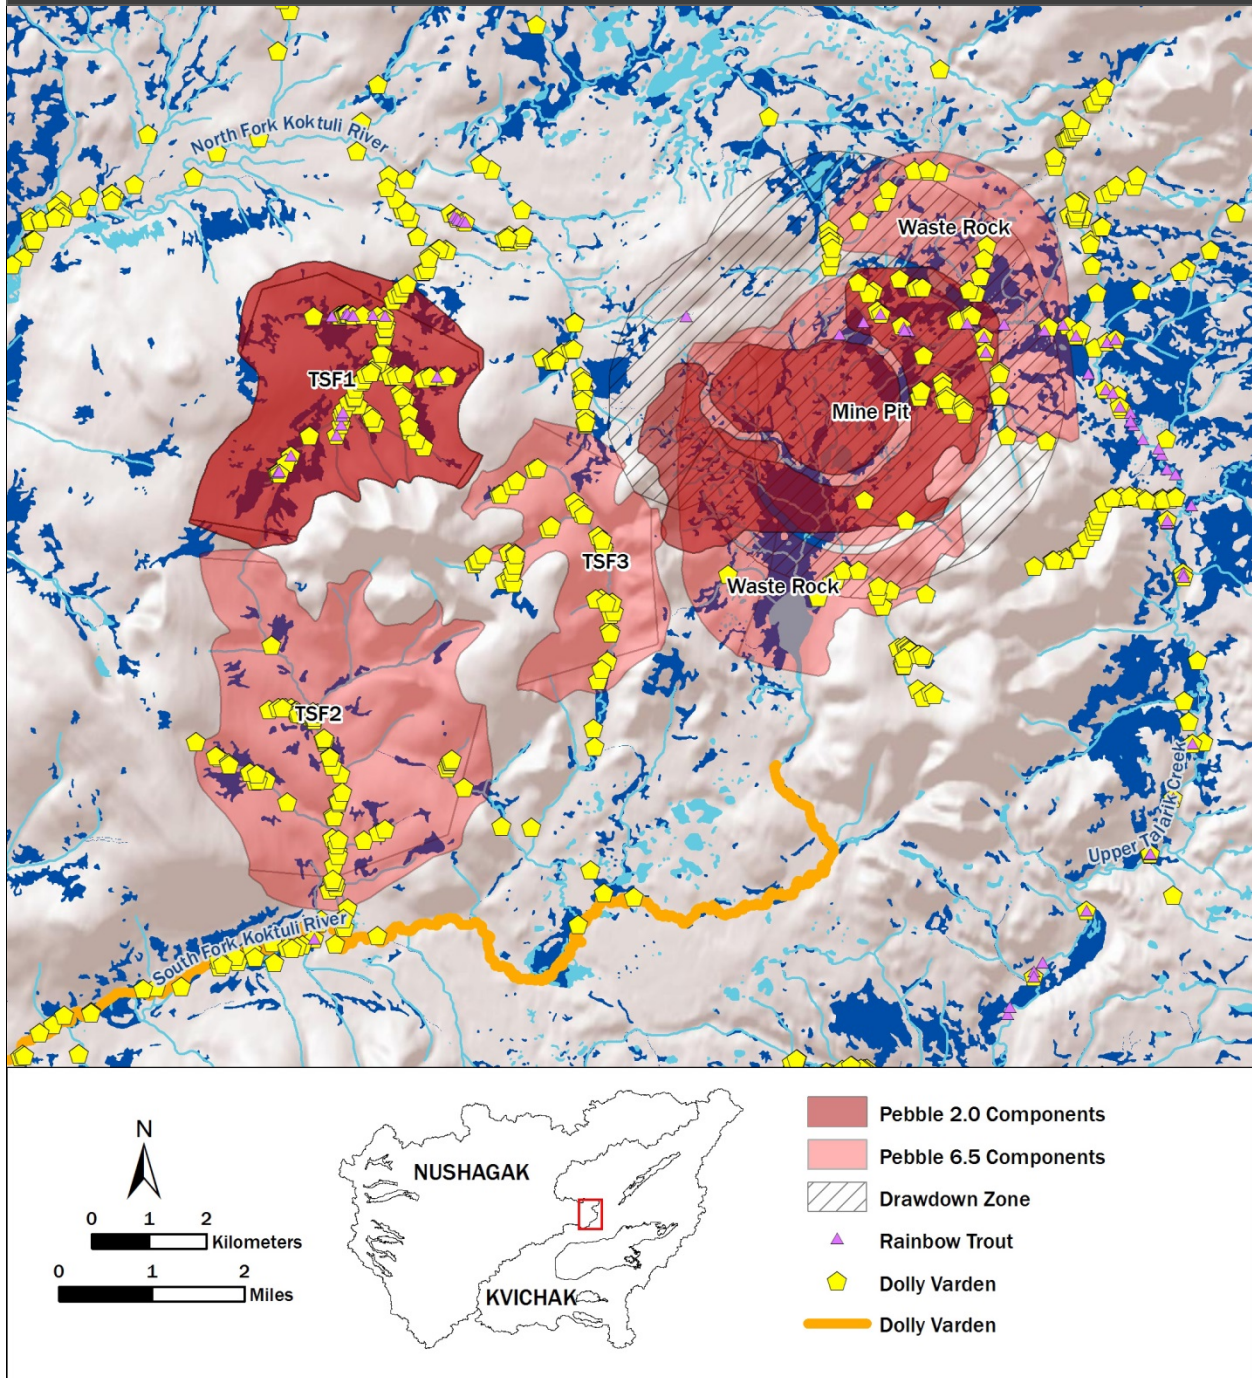 North Fork Koktuli River
Waste Rock
TSF1
Mine Pit
TSF3
Waste Rock
TSF2
Upper Talarik Creek
South Fork Koktuli River
N
0 1 2
Kilometers
0 1 2
Miles
NUSHAGAK
KVICHAK
Pebble 2.0 Components
Pebble 6.5 Components
Drawdown Zone
Rainbow Trout
Dolly Varden
Dolly Varden